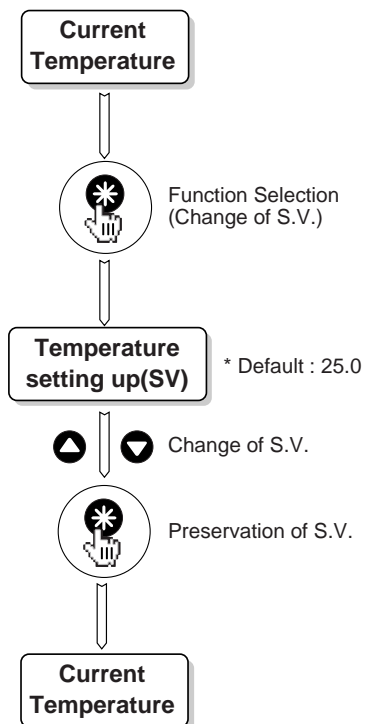 Current
Temperature
Function Selection
(Change of S.V.)
Temperature
setting up(SV)
* Default : 25.0
Change of S.V.
Preservation of S.V.
Current
Temperature